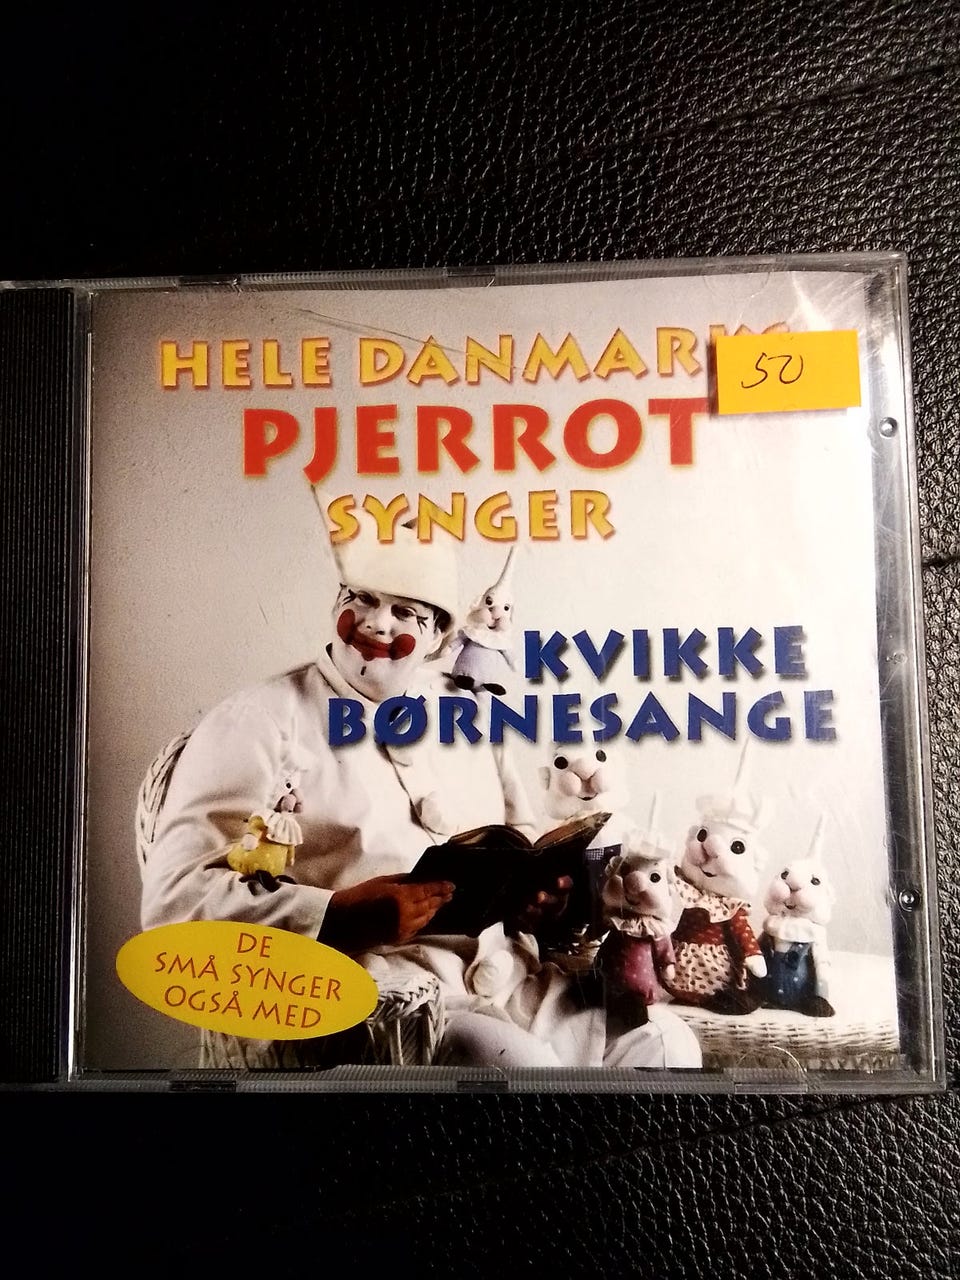 HELE DANMARKS
50
PJERROT
SYNGER
KVIKKE
BØRNESANGE
DE
SMÅ SYNGER
OGSÅ MED